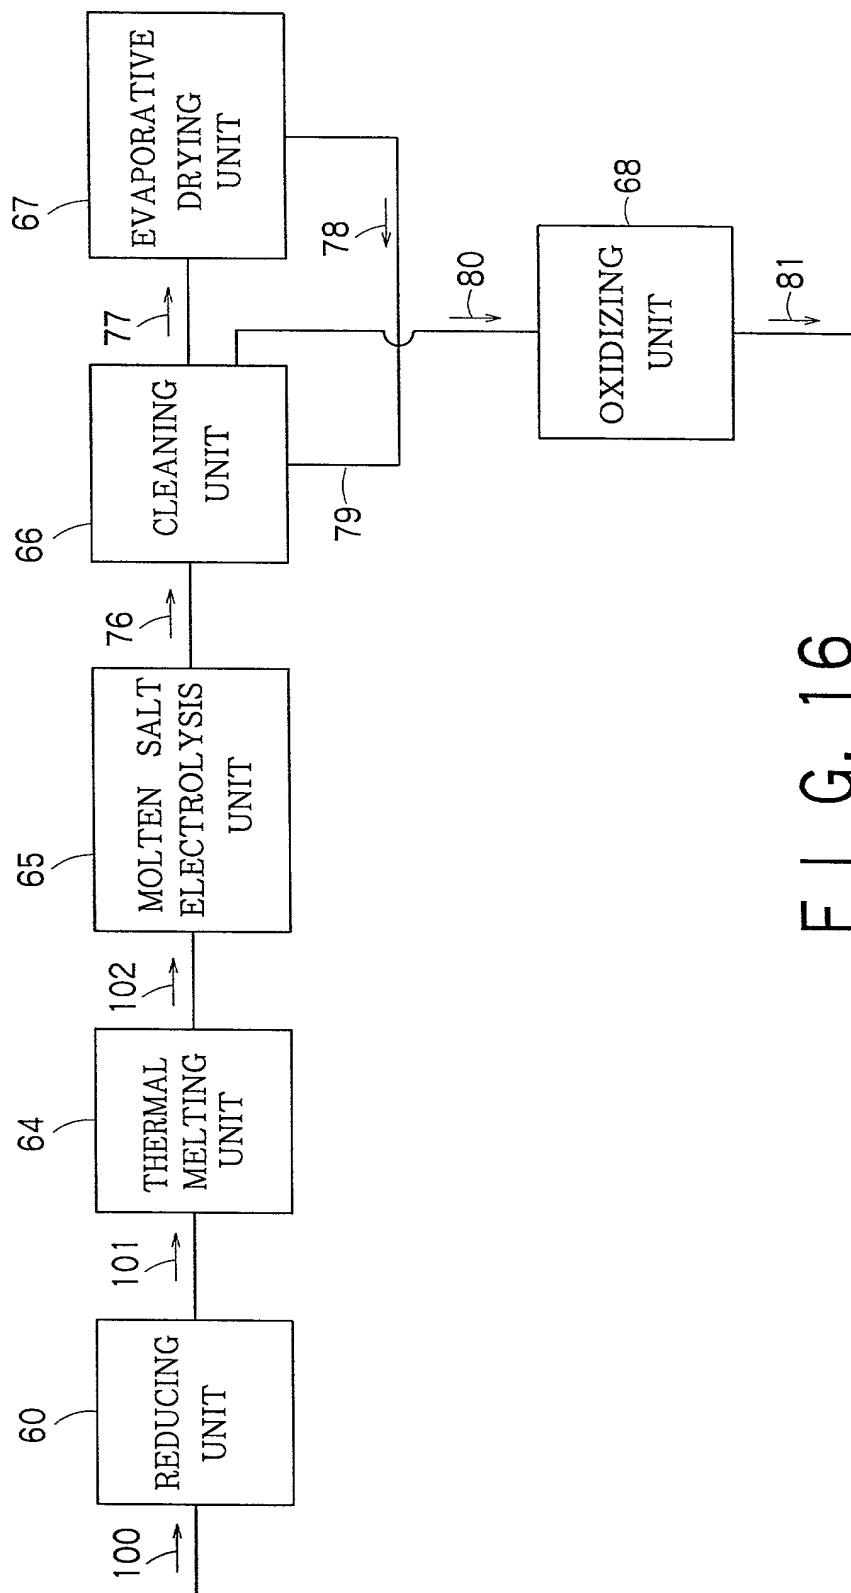 100
60
REDUCING
UNIT
101
64
THERMAL
MELTING
UNIT
102
65
MOLTEN SALT
ELECTROLYSIS
UNIT
76
66
CLEANING
UNIT
77
67
EVAPORATIVE
DRYING
UNIT
78
79
80
68
OXIDIZING
UNIT
81
FIG. 16